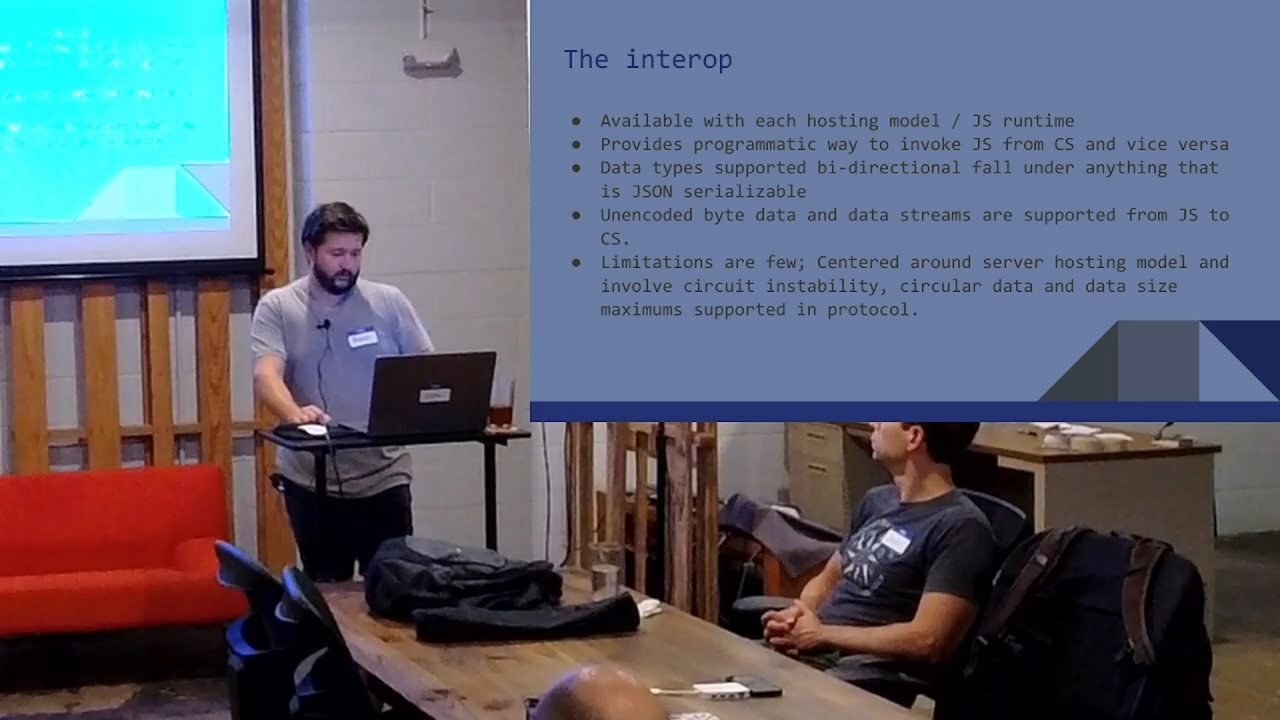 The interop
● Available with each hosting model / JS runtime
● Provides programmatic way to invoke JS from CS and vice versa
● Data types supported bi-directional fall under anything that
is JSON serializable
● Unencoded byte data and data streams are supported from JS to
CS.
● Limitations are few; Centered around server hosting model and
involve circuit instability, circular data and data size
maximums supported in protocol.